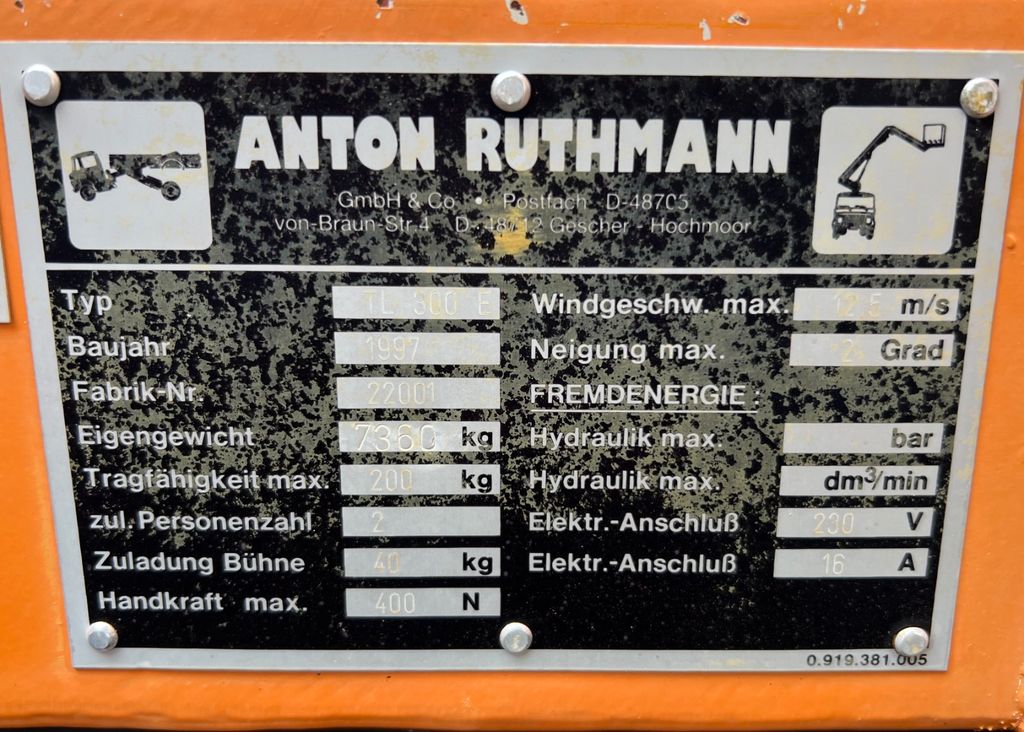 ANTON RUTHMANN
GmbH & Co • Postfach D-48705
von-Braun-Str.4 D-48712 Gescher - Hochmoor
Typ TL 300 E
Baujahr 1997
Fabrik-Nr. 22001
Eigengewicht 7360 kg
Tragfähigkeit max. 200 kg
zul. Personenzahl 2
Zuladung Bühne 40 kg
Handkraft max. 400 N
Windgeschw. max. 12.5 m/s
Neigung max. 2 Grad
FREMDENERGIE :
Hydraulik max. bar
Hydraulik max. dm³/min
Elektr.-Anschluß 230 V
Elektr.-Anschluß 16 A
0.919.381.005